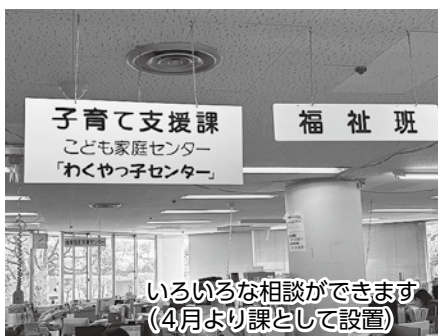 子育て支援課
こども家庭センター
「わくやっ子センター」
福祉班
いろいろな相談ができます
(4月より課として設置)